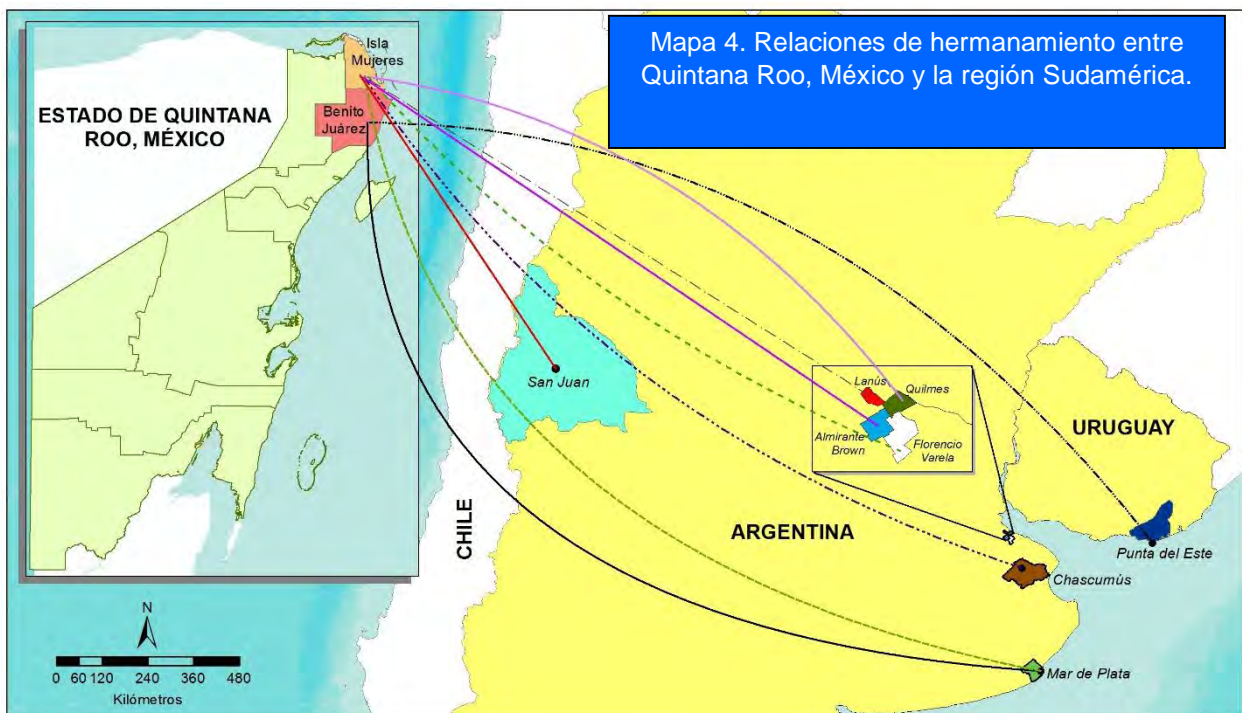 Mapa 4. Relaciones de hermanamiento entre
Quintana Roo, México y la región Sudamérica.
Isla
Mujeres
ESTADO DE QUINTANA
ROO, MÉXICO
Benito
Juárez
San Juan
Lanús
Quilmes
Almirante
Brown
Florencio
Varela
URUGUAY
CHILE
ARGENTINA
Punta del Este
Chascumús
Mar de Plata
N
0 60 120 240 360 480
Kilómetros